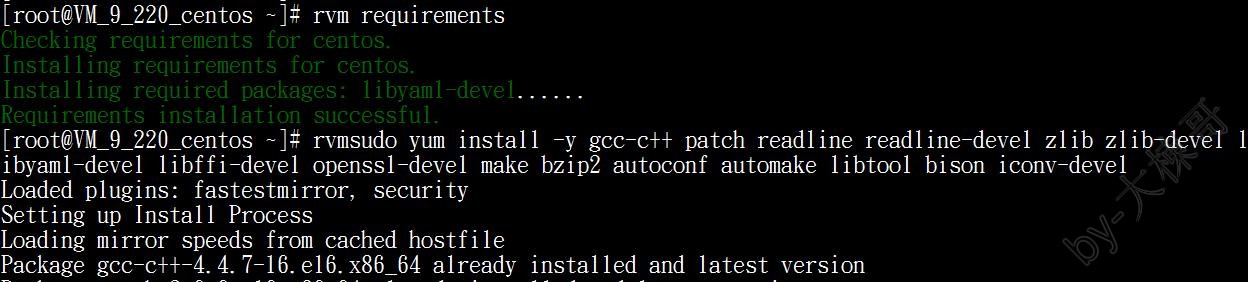 [root@VM_9_220_centos ~]# rvm requirements
Checking requirements for centos.
Installing requirements for centos.
Installing required packages: libyaml-devel......
Requirements installation successful.
[root@VM_9_220_centos ~]# rvmsudo yum install -y gcc-c++ patch readline readline-devel zlib zlib-devel l
ibyaml-devel libffi-devel openssl-devel make bzip2 autoconf automake libtool bison iconv-devel
Loaded plugins: fastestmirror, security
Setting up Install Process
Loading mirror speeds from cached hostfile
Package gcc-c++-4.4.7-16.el6.x86_64 already installed and latest version
by-大檬哥